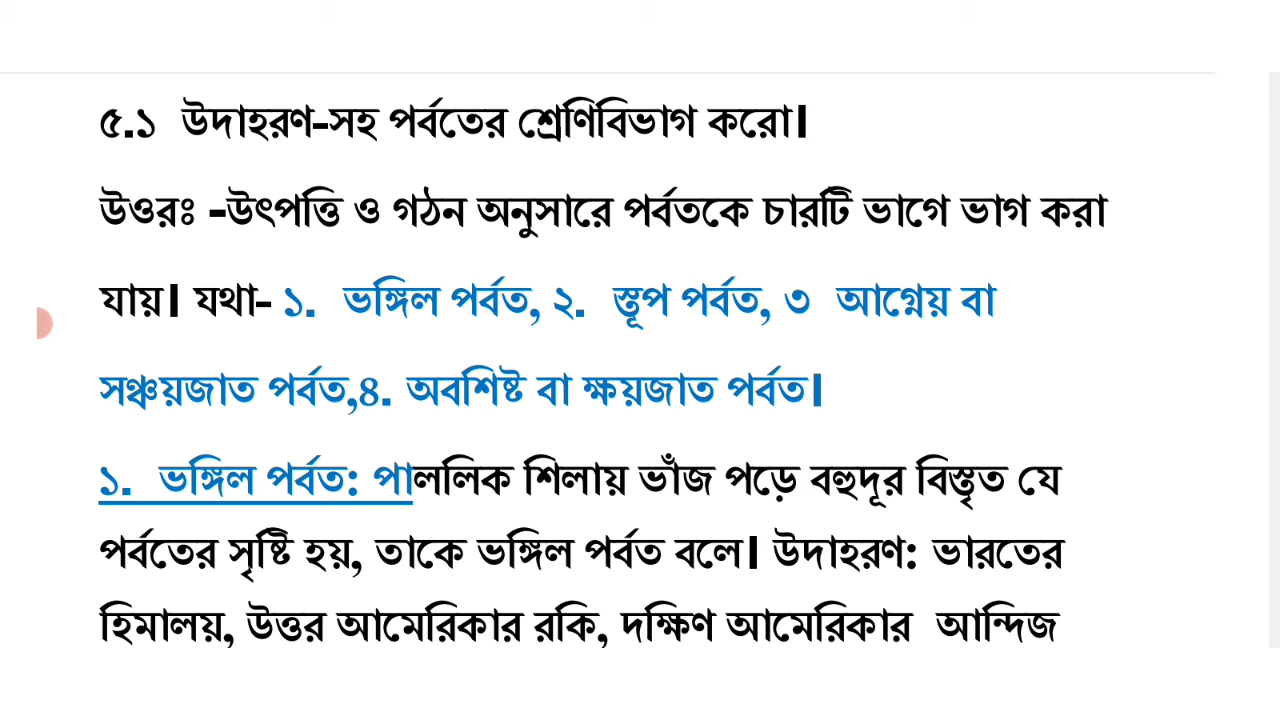 ৫.১ উদাহরণ-সহ পর্বতের শ্রেণিবিভাগ করো।
উওরঃ -উৎপত্তি ও গঠন অনুসারে পর্বতকে চারটি ভাগে ভাগ করা
যায়। যথা- ১. ভঙ্গিল পর্বত, ২. স্তূপ পর্বত, ৩ আগ্নেয় বা
সঞ্চয়জাত পর্বত,৪. অবশিষ্ট বা ক্ষয়জাত পর্বত।
১. ভঙ্গিল পর্বত: পাললিক শিলায় ভাঁজ পড়ে বহুদূর বিস্তৃত যে
পর্বতের সৃষ্টি হয়, তাকে ভঙ্গিল পর্বত বলে। উদাহরণ: ভারতের
হিমালয়, উত্তর আমেরিকার রকি, দক্ষিণ আমেরিকার আন্দিজ